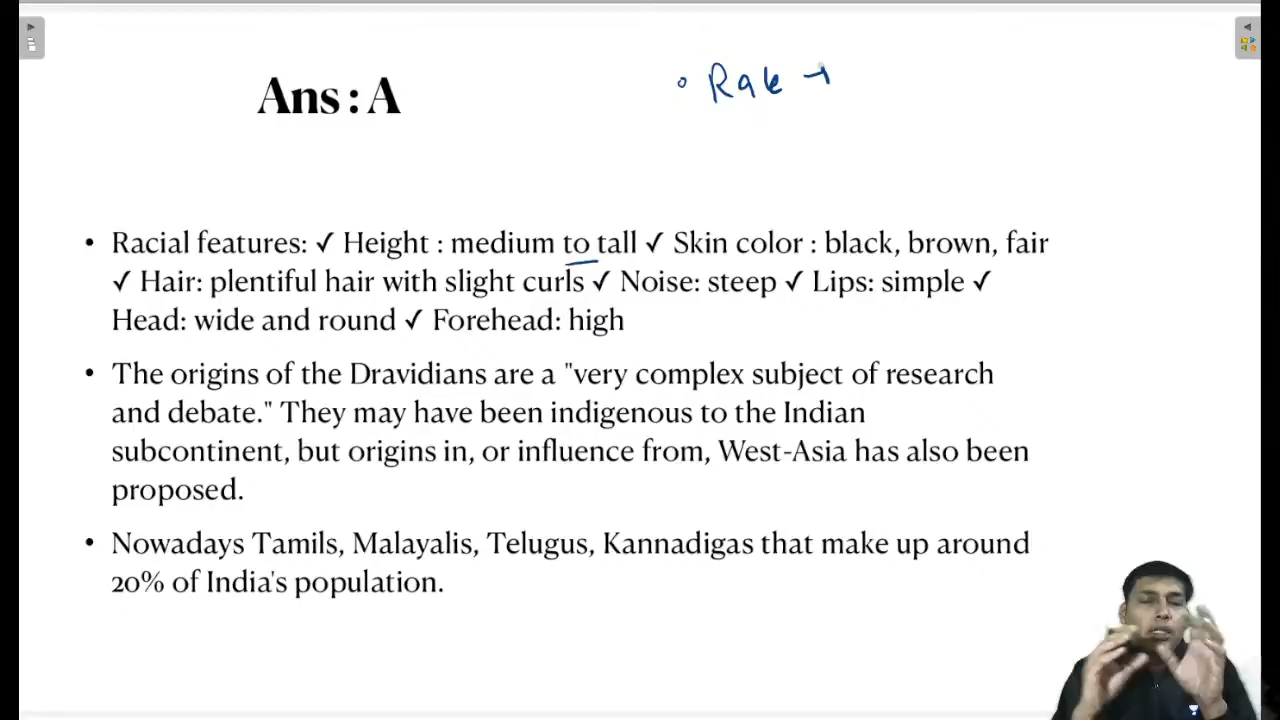 Ans : A
• Racial features: ✓ Height : medium to tall ✓ Skin color : black, brown, fair
✓ Hair: plentiful hair with slight curls ✓ Noise: steep ✓ Lips: simple ✓
Head: wide and round ✓ Forehead: high
• The origins of the Dravidians are a "very complex subject of research
and debate." They may have been indigenous to the Indian
subcontinent, but origins in, or influence from, West-Asia has also been
proposed.
• Nowadays Tamils, Malayalis, Telugus, Kannadigas that make up around
20% of India's population.